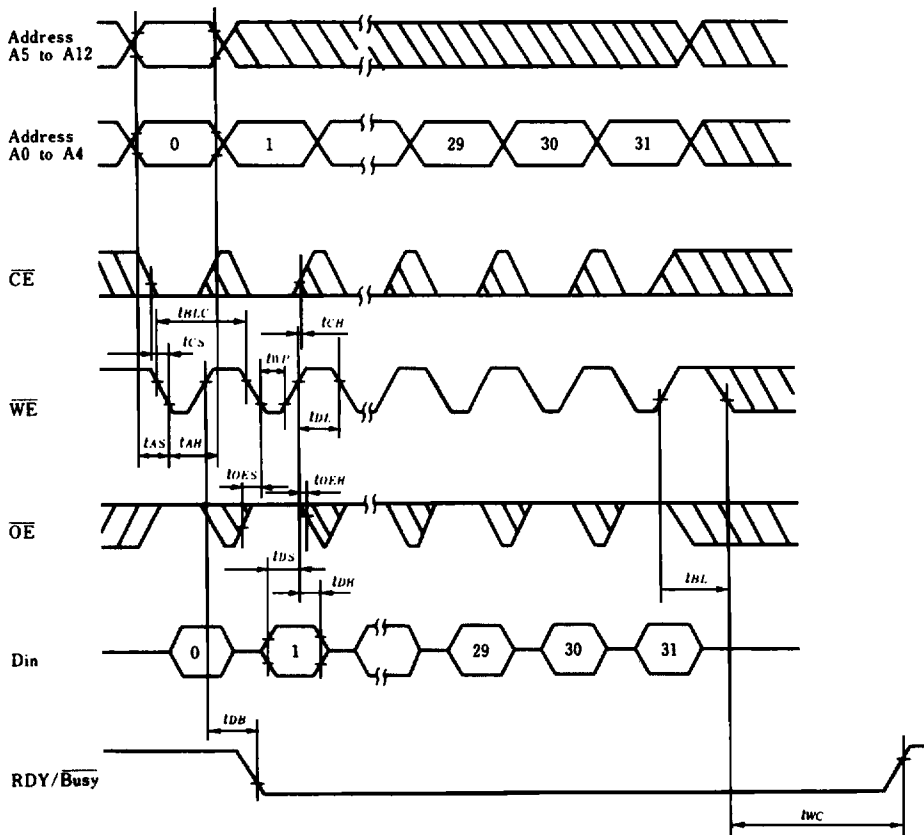 Address
A5 to A12
Address
A0 to A4
0 1 29 30 31
CE
tBLC
tCH
tCS
tWP
WE
tDL
tAS tAH
tOES
tOEH
OE
tDS
tDH
tBL
Din
0 1 29 30 31
tDB
RDY/Busy
tWC